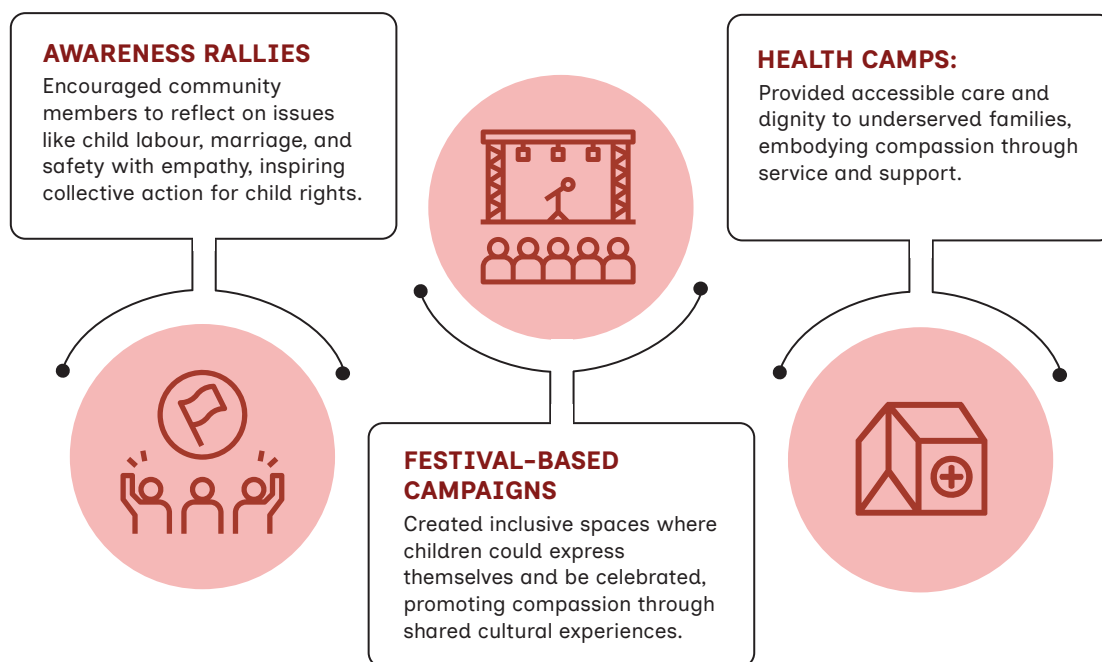 AWARENESS RALLIES
Encouraged community
members to reflect on issues
like child labour, marriage, and
safety with empathy, inspiring
collective action for child rights.
FESTIVAL-BASED
CAMPAIGNS
Created inclusive spaces where
children could express
themselves and be celebrated,
promoting compassion through
shared cultural experiences.
HEALTH CAMPS:
Provided accessible care and
dignity to underserved families,
embodying compassion through
service and support.